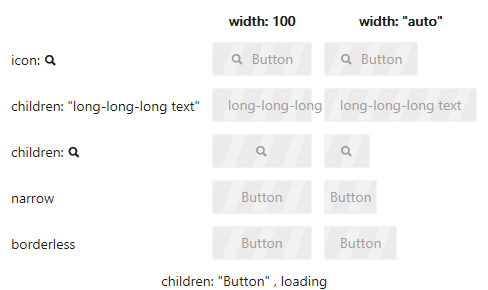 width: 100 width: "auto"
icon: Button Button
children: "long-long-long text" long-long-long long-long-long text
children:
narrow Button Button
borderless Button Button
children: "Button" , loading